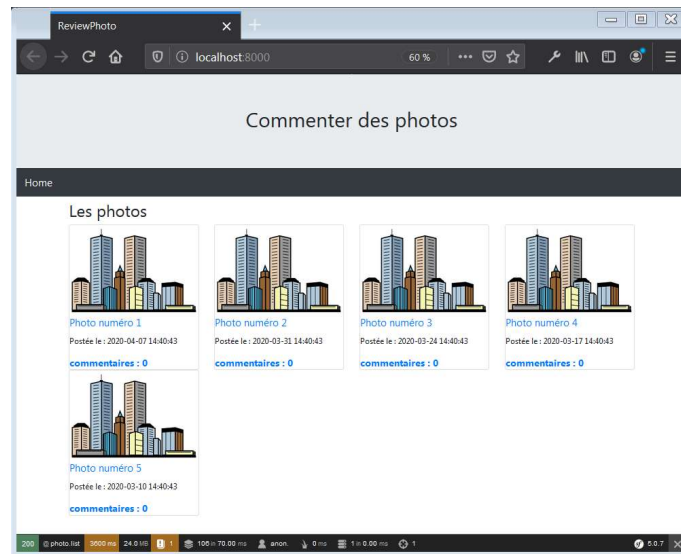 ReviewPhoto
localhost:8000
60 %
Commenter des photos
Home
Les photos
Photo numéro 1
Postée le : 2020-04-07 14:40:43
commentaires : 0
Photo numéro 2
Postée le : 2020-03-31 14:40:43
commentaires : 0
Photo numéro 3
Postée le : 2020-03-24 14:40:43
commentaires : 0
Photo numéro 4
Postée le : 2020-03-17 14:40:43
commentaires : 0
Photo numéro 5
Postée le : 2020-03-10 14:40:43
commentaires : 0
200 @ photo.list 3600 ms 24.0 MB 1 106 in 70.00 ms anon. 0 ms 1 in 0.00 ms 1 5.0.7